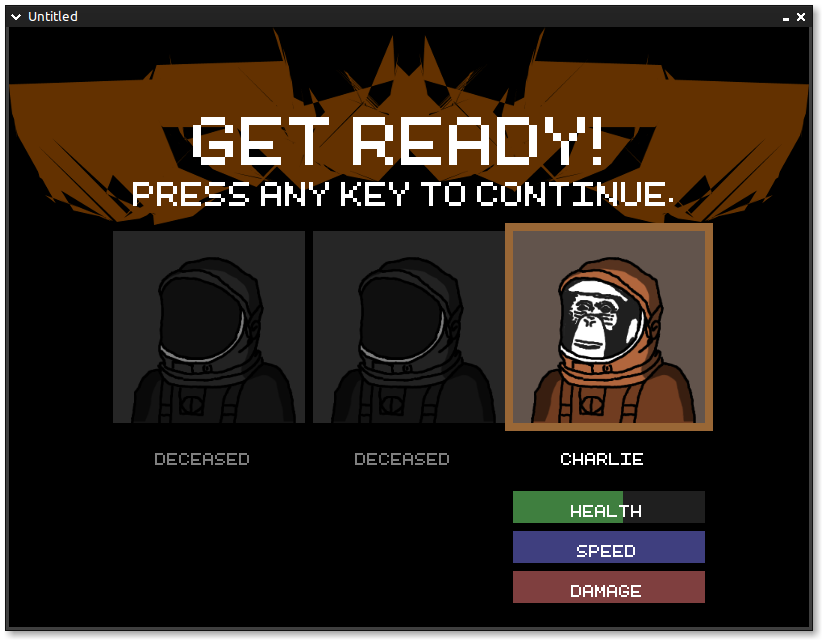 Untitled
GET READY!
PRESS ANY KEY TO CONTINUE.
DECEASED DECEASED CHARLIE
HEALTH
SPEED
DAMAGE